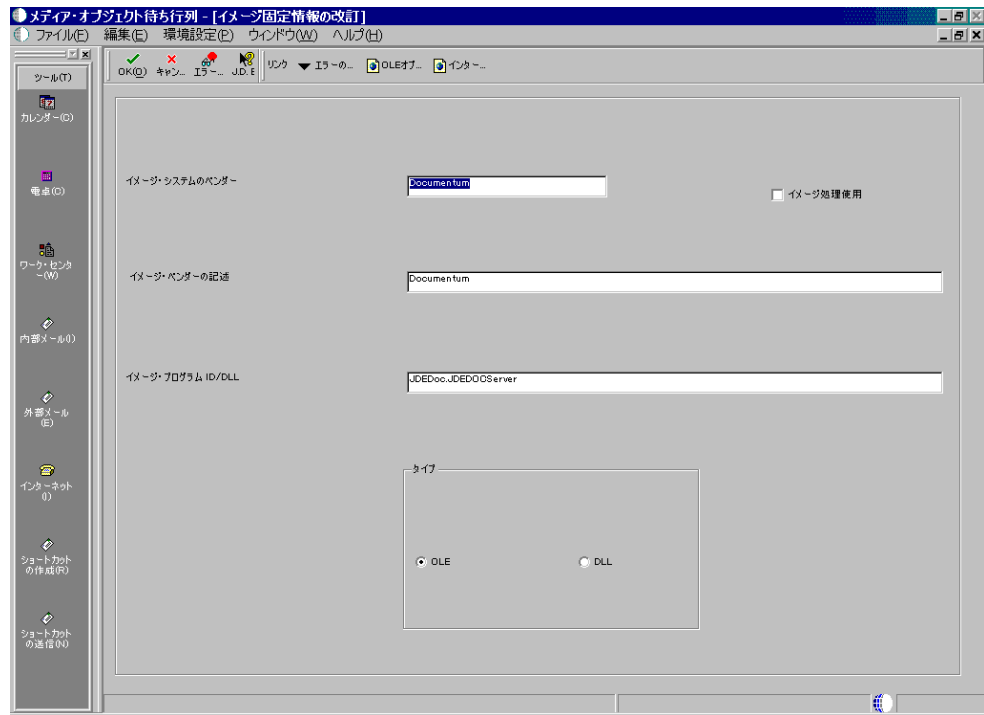 メディア・オブジェクト待ち行列 - [イメージ固定情報の改訂]
ファイル(F) 編集(E) 環境設定(P) ウィンドウ(W) ヘルプ(H)
OK(O) キャン... エラー... J.D. E リンク エラーの... OLEオブ... インター...
ツール(T)
カレンダー(C)
電卓(C)
ワーク・センタ
ー(W)
内部メール(I)
外部メール
(E)
インターネット
(I)
ショートカット
の作成(R)
ショートカット
の送信(N)
イメージ・システムのベンダー Documentum イメージ処理使用
イメージ・ベンダーの記述 Documentum
イメージ・プログラム ID/DLL JDEDoc.JDEDOCServer
タイプ
OLE DLL